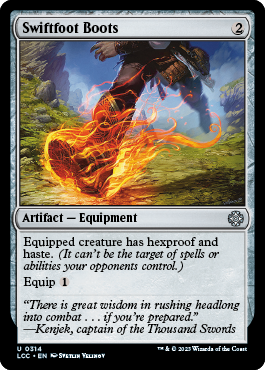 Swiftfoot Boots 2
Artifact — Equipment
Equipped creature has hexproof and
haste. (It can't be the target of spells or
abilities your opponents control.)
Equip 1
“There is great wisdom in rushing headlong
into combat . . . if you're prepared.”
—Kenjek, captain of the Thousand Swords
U 0314
LCC • EN Svetlin Velinov
™ & © 2023 Wizards of the Coast